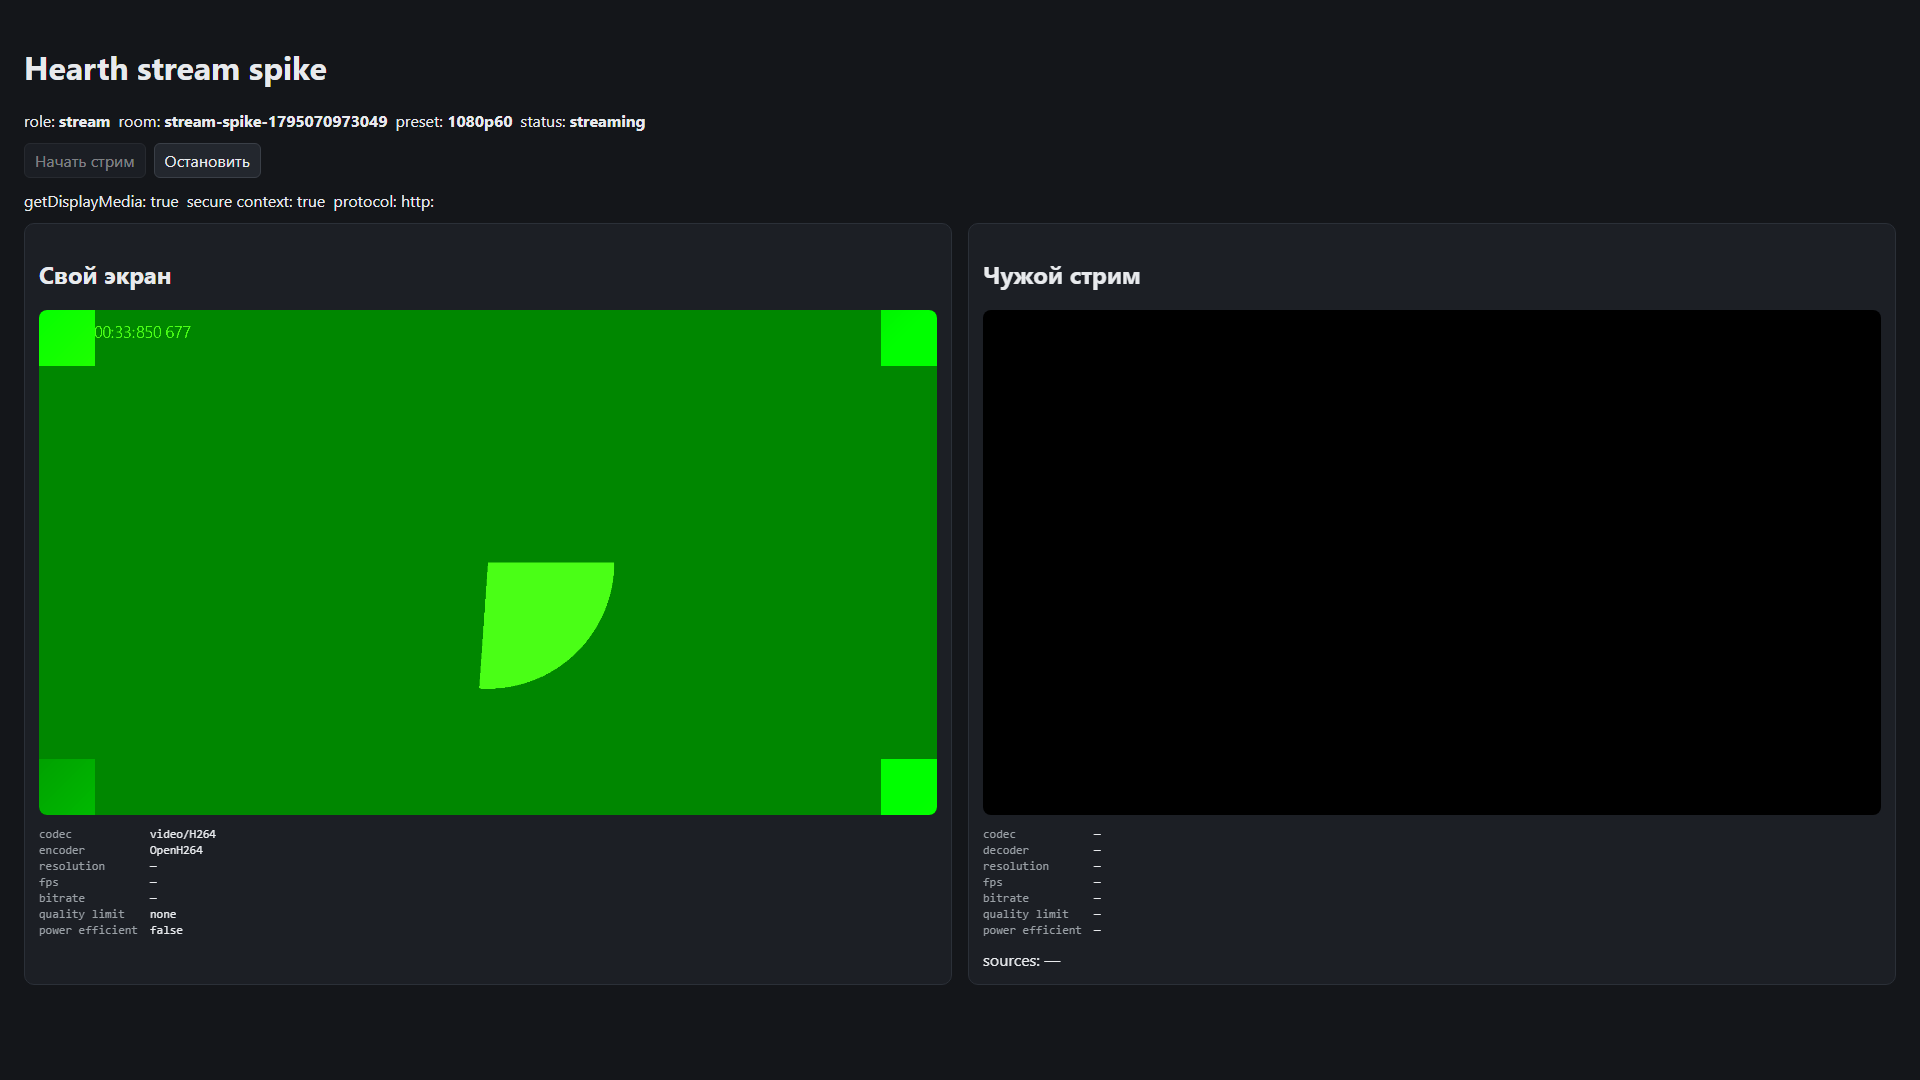 Hearth stream spike
role: stream room: stream-spike-1795070973049 preset: 1080p60 status: streaming
Начать стрим Остановить
getDisplayMedia: true secure context: true protocol: http:
Свой экран
00:33:850 677
codec video/H264
encoder OpenH264
resolution —
fps —
bitrate —
quality limit none
power efficient false
Чужой стрим
codec —
decoder —
resolution —
fps —
bitrate —
quality limit —
power efficient —
sources: —